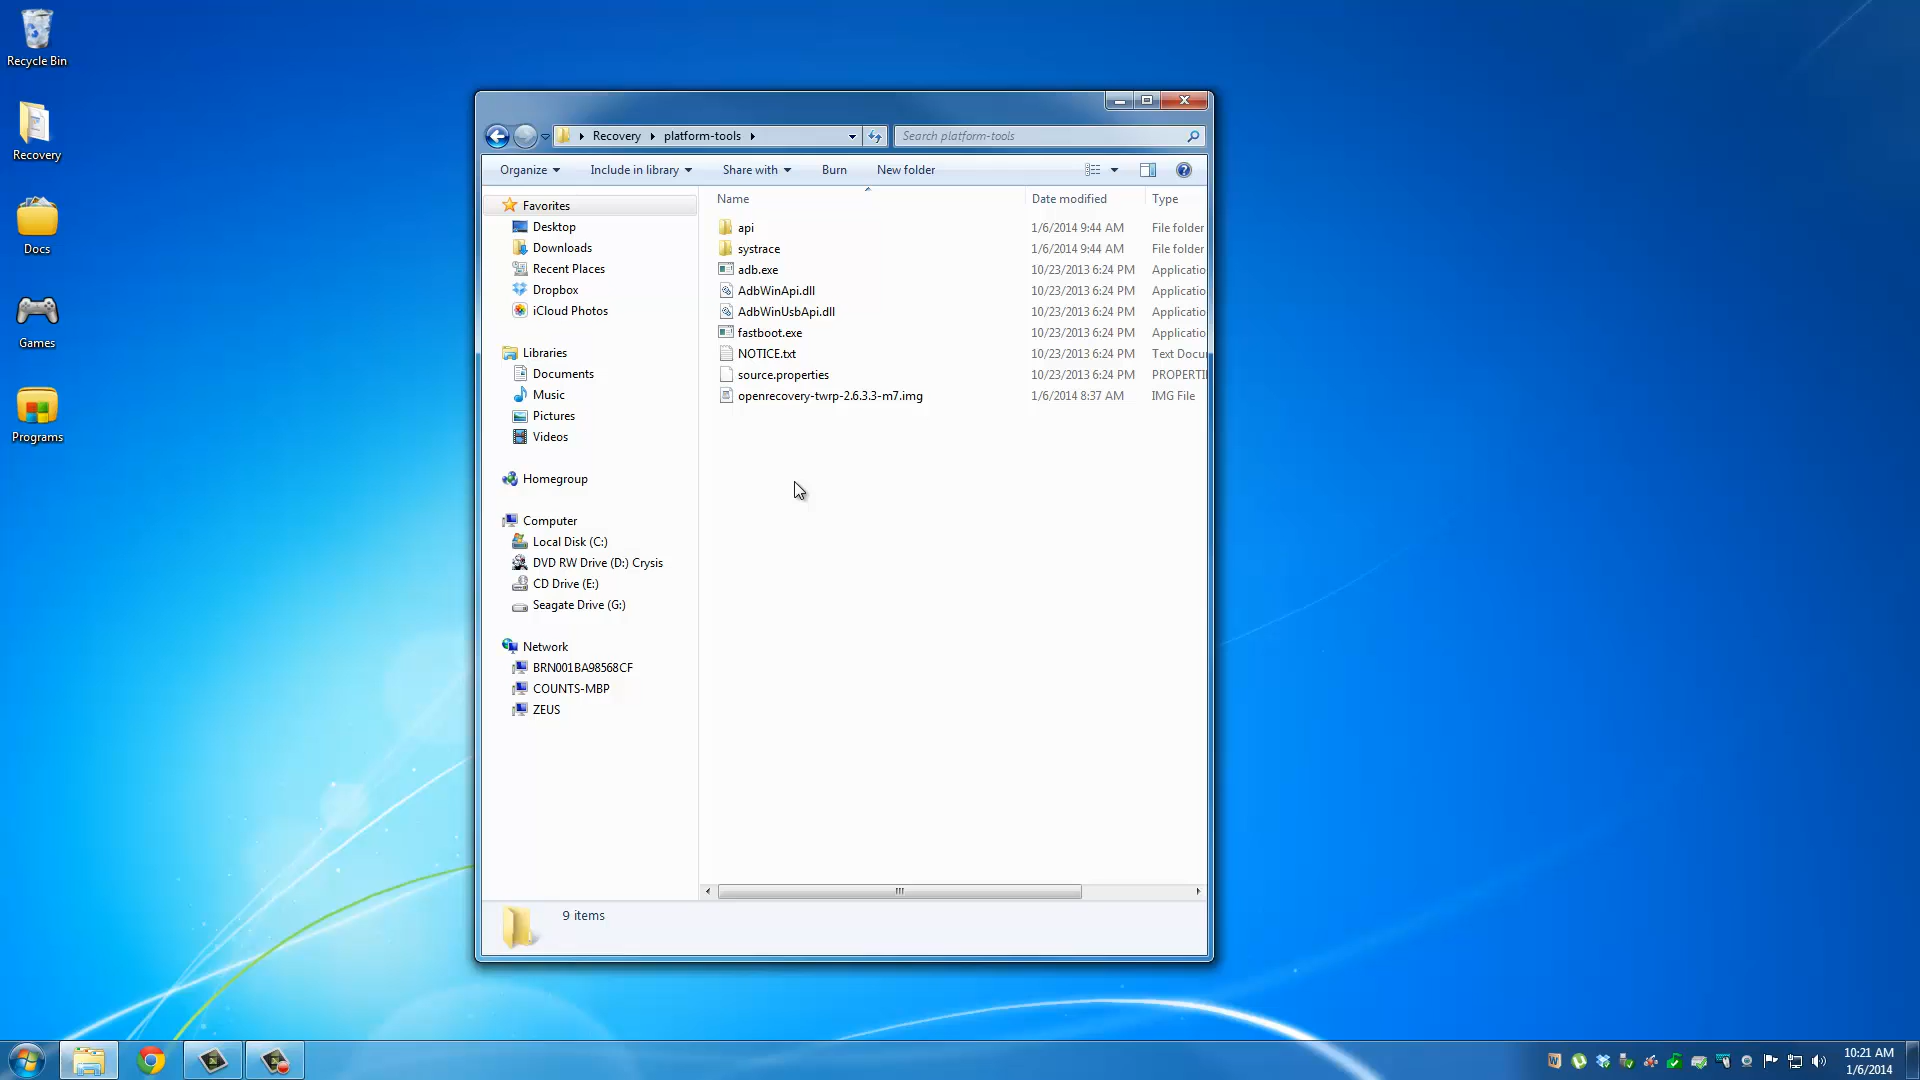 Recycle Bin
Recovery
Docs
Games
Programs
Recovery platform-tools
Search platform-tools
Organize Include in library Share with Burn New folder
Name Date modified Type
Favorites
Desktop
Downloads
Recent Places
Dropbox
iCloud Photos
Libraries
Documents
Music
Pictures
Videos
Homegroup
Computer
Local Disk (C:)
DVD RW Drive (D:) Crysis
CD Drive (E:)
Seagate Drive (G:)
Network
BRN001BA98568CF
COUNTS-MBP
ZEUS
api 1/6/2014 9:44 AM File folder
systrace 1/6/2014 9:44 AM File folder
adb.exe 10/23/2013 6:24 PM Applicatio
AdbWinApi.dll 10/23/2013 6:24 PM Applicatio
AdbWinUsbApi.dll 10/23/2013 6:24 PM Applicatio
fastboot.exe 10/23/2013 6:24 PM Applicatio
NOTICE.txt 10/23/2013 6:24 PM Text Docu
source.properties 10/23/2013 6:24 PM PROPERTI
openrecovery-twrp-2.6.3.3-m7.img 1/6/2014 8:37 AM IMG File
9 items
10:21 AM
1/6/2014